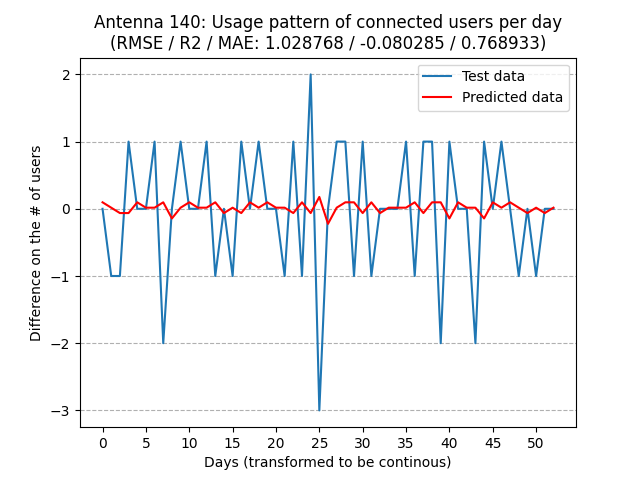 Antenna 140: Usage pattern of connected users per day
(RMSE / R2 / MAE: 1.028768 / -0.080285 / 0.768933)
Test data
Predicted data
Difference on the # of users
2
1
0
−1
−2
−3
0 5 10 15 20 25 30 35 40 45 50
Days (transformed to be continous)